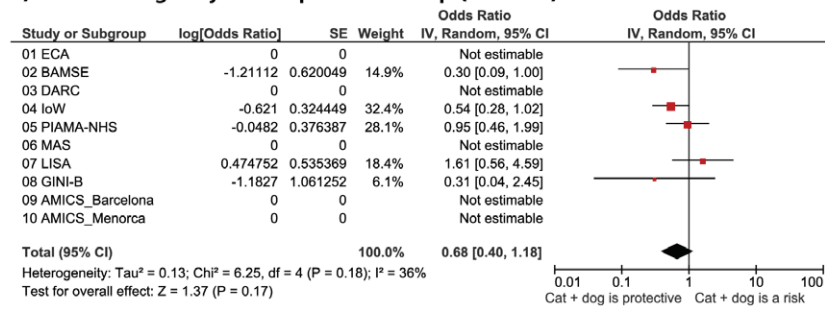 Odds Ratio Odds Ratio
Study or Subgroup log[Odds Ratio] SE Weight IV, Random, 95% CI IV, Random, 95% CI
01 ECA 0 0 Not estimable
02 BAMSE -1.21112 0.620049 14.9% 0.30 [0.09, 1.00]
03 DARC 0 0 Not estimable
04 IoW -0.621 0.324449 32.4% 0.54 [0.28, 1.02]
05 PIAMA-NHS -0.0482 0.376387 28.1% 0.95 [0.46, 1.99]
06 MAS 0 0 Not estimable
07 LISA 0.474752 0.535369 18.4% 1.61 [0.56, 4.59]
08 GINI-B -1.1827 1.061252 6.1% 0.31 [0.04, 2.45]
09 AMICS_Barcelona 0 0 Not estimable
10 AMICS_Menorca 0 0 Not estimable
Total (95% CI) 100.0% 0.68 [0.40, 1.18]
Heterogeneity: Tau² = 0.13; Chi² = 6.25, df = 4 (P = 0.18); I² = 36%
Test for overall effect: Z = 1.37 (P = 0.17)
0.01 0.1 1 10 100
Cat + dog is protective Cat + dog is a risk